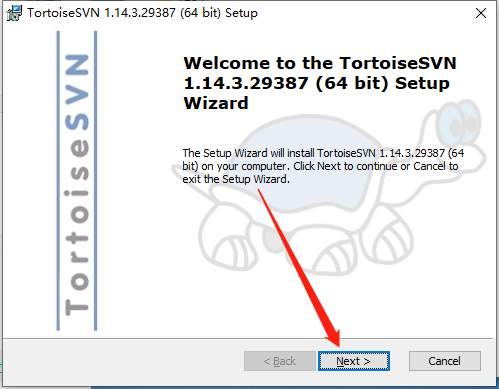 TortoiseSVN 1.14.3.29387 (64 bit) Setup
TortoiseSVN
Welcome to the TortoiseSVN
1.14.3.29387 (64 bit) Setup
Wizard
The Setup Wizard will install TortoiseSVN 1.14.3.29387 (64
bit) on your computer. Click Next to continue or Cancel to
exit the Setup Wizard.
< Back
Next >
Cancel